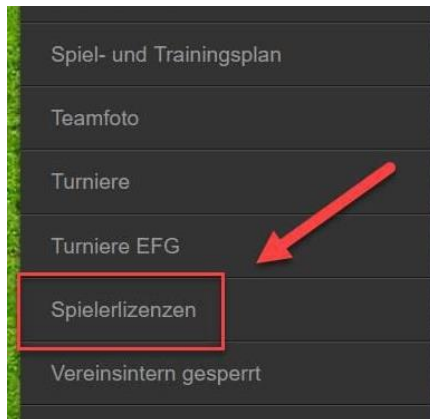 Spiel- und Trainingsplan
Teamfoto
Turniere
Turniere EFG
Spielerlizenzen
Vereinsintern gesperrt